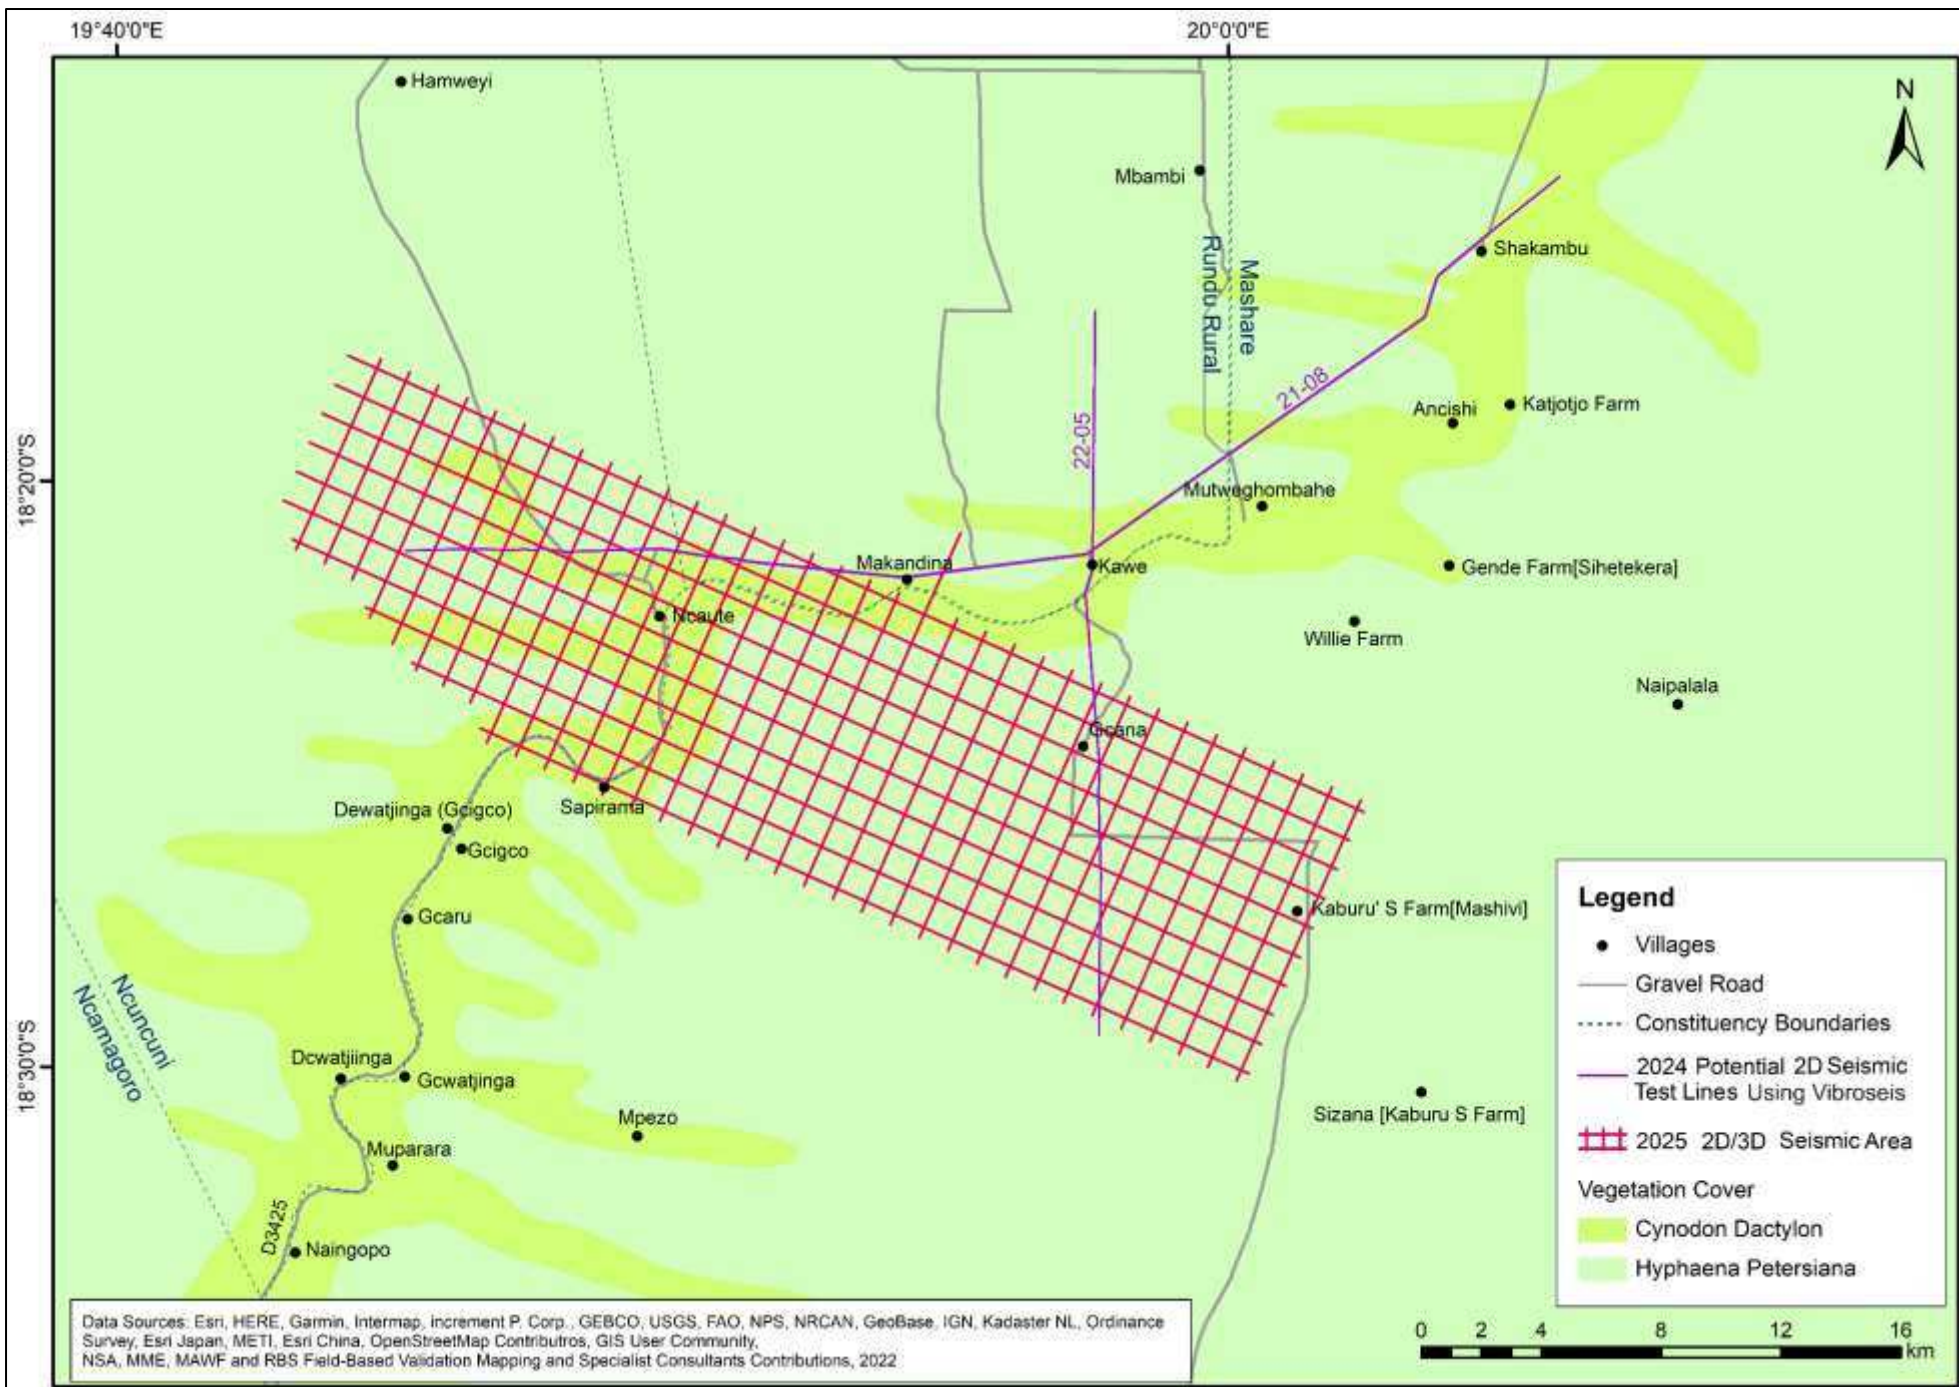 19°40'0"E
20°0'0"E
Hamweyi
N
Mbambi
Shakambu
Mashare
Rundu Rural
21-08
Ancishi
Katjotjo Farm
22-05
18°20'0"S
Mutweghombahe
Makandina
Kawe
Gende Farm[Sihetekera]
Ncaute
Willie Farm
Naipalala
Gcana
Dewatjinga (Gcigco)
Sapirama
Gcigco
Gcaru
Kaburu' S Farm[Mashivi]
Ncuncuni
Ncamagoro
18°30'0"S
Dcwatjiinga
Gcwatjinga
Mpezo
Sizana [Kaburu S Farm]
Muparara
D3425
Naingopo
Legend
Villages
Gravel Road
Constituency Boundaries
2024 Potential 2D Seismic
Test Lines Using Vibroseis
2025 2D/3D Seismic Area
Vegetation Cover
Cynodon Dactylon
Hyphaena Petersiana
Data Sources: Esri, HERE, Garmin, Intermap, increment P. Corp., GEBCO, USGS, FAO, NPS, NRCAN, GeoBase, IGN, Kadaster NL, Ordinance
Survey, Esri Japan, METI, Esri China, OpenStreetMap Contributros, GIS User Community,
NSA, MME, MAWF and RBS Field-Based Validation Mapping and Specialist Consultants Contributions, 2022
0 2 4 8 12 16
km